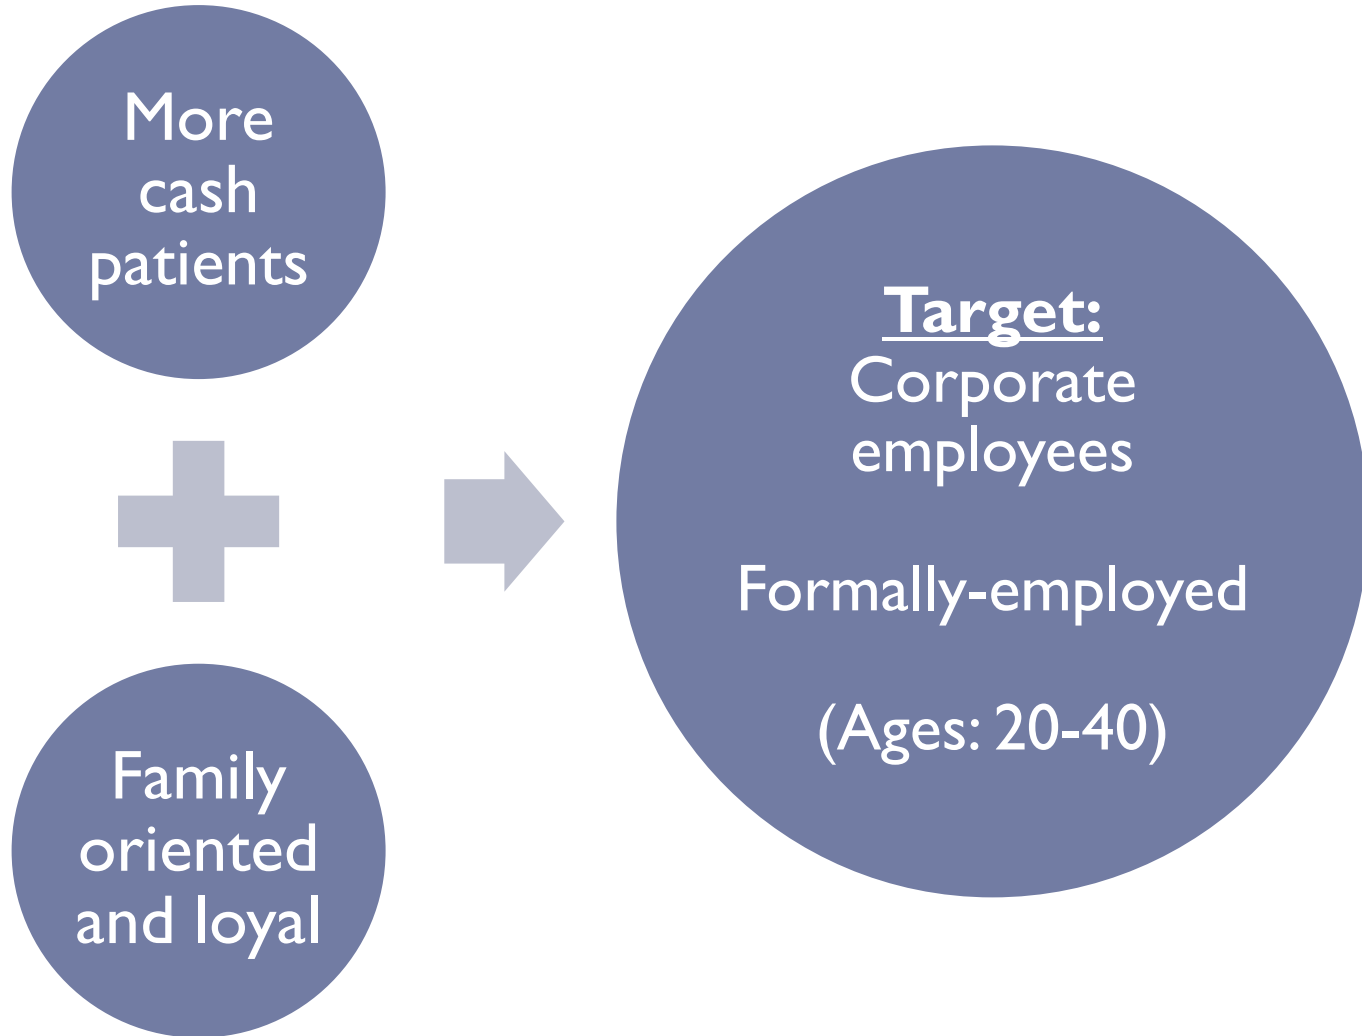 More
cash
patients
Family
oriented
and loyal
Target:
Corporate
employees
Formally-employed
(Ages: 20-40)